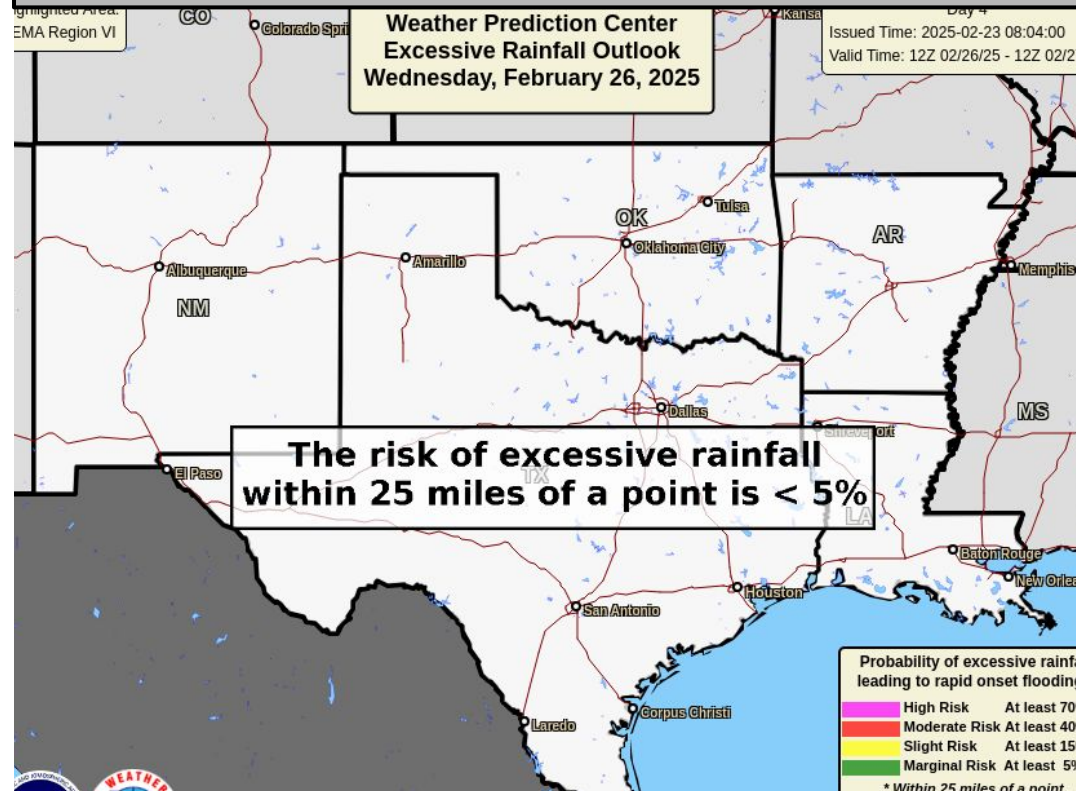 EMA Region VI
Weather Prediction Center
Excessive Rainfall Outlook
Wednesday, February 26, 2025
Day 4
Issued Time: 2025-02-23 08:04:00
Valid Time: 12Z 02/26/25 - 12Z 02/2
CO
Colorado Spri
Kansa
Tulsa
OK
Oklahoma City
AR
Amarillo
Albuquerque
Memphis
NM
Dallas
MS
Shreveport
The risk of excessive rainfall
within 25 miles of a point is < 5%
El Paso
TX
LA
Baton Rouge
New Orlea
Houston
San Antonio
Corpus Christi
Laredo
Probability of excessive rainfa
leading to rapid onset flooding
High Risk At least 70
Moderate Risk At least 40
Slight Risk At least 15
Marginal Risk At least 5%
* Within 25 miles of a point
WEATHER